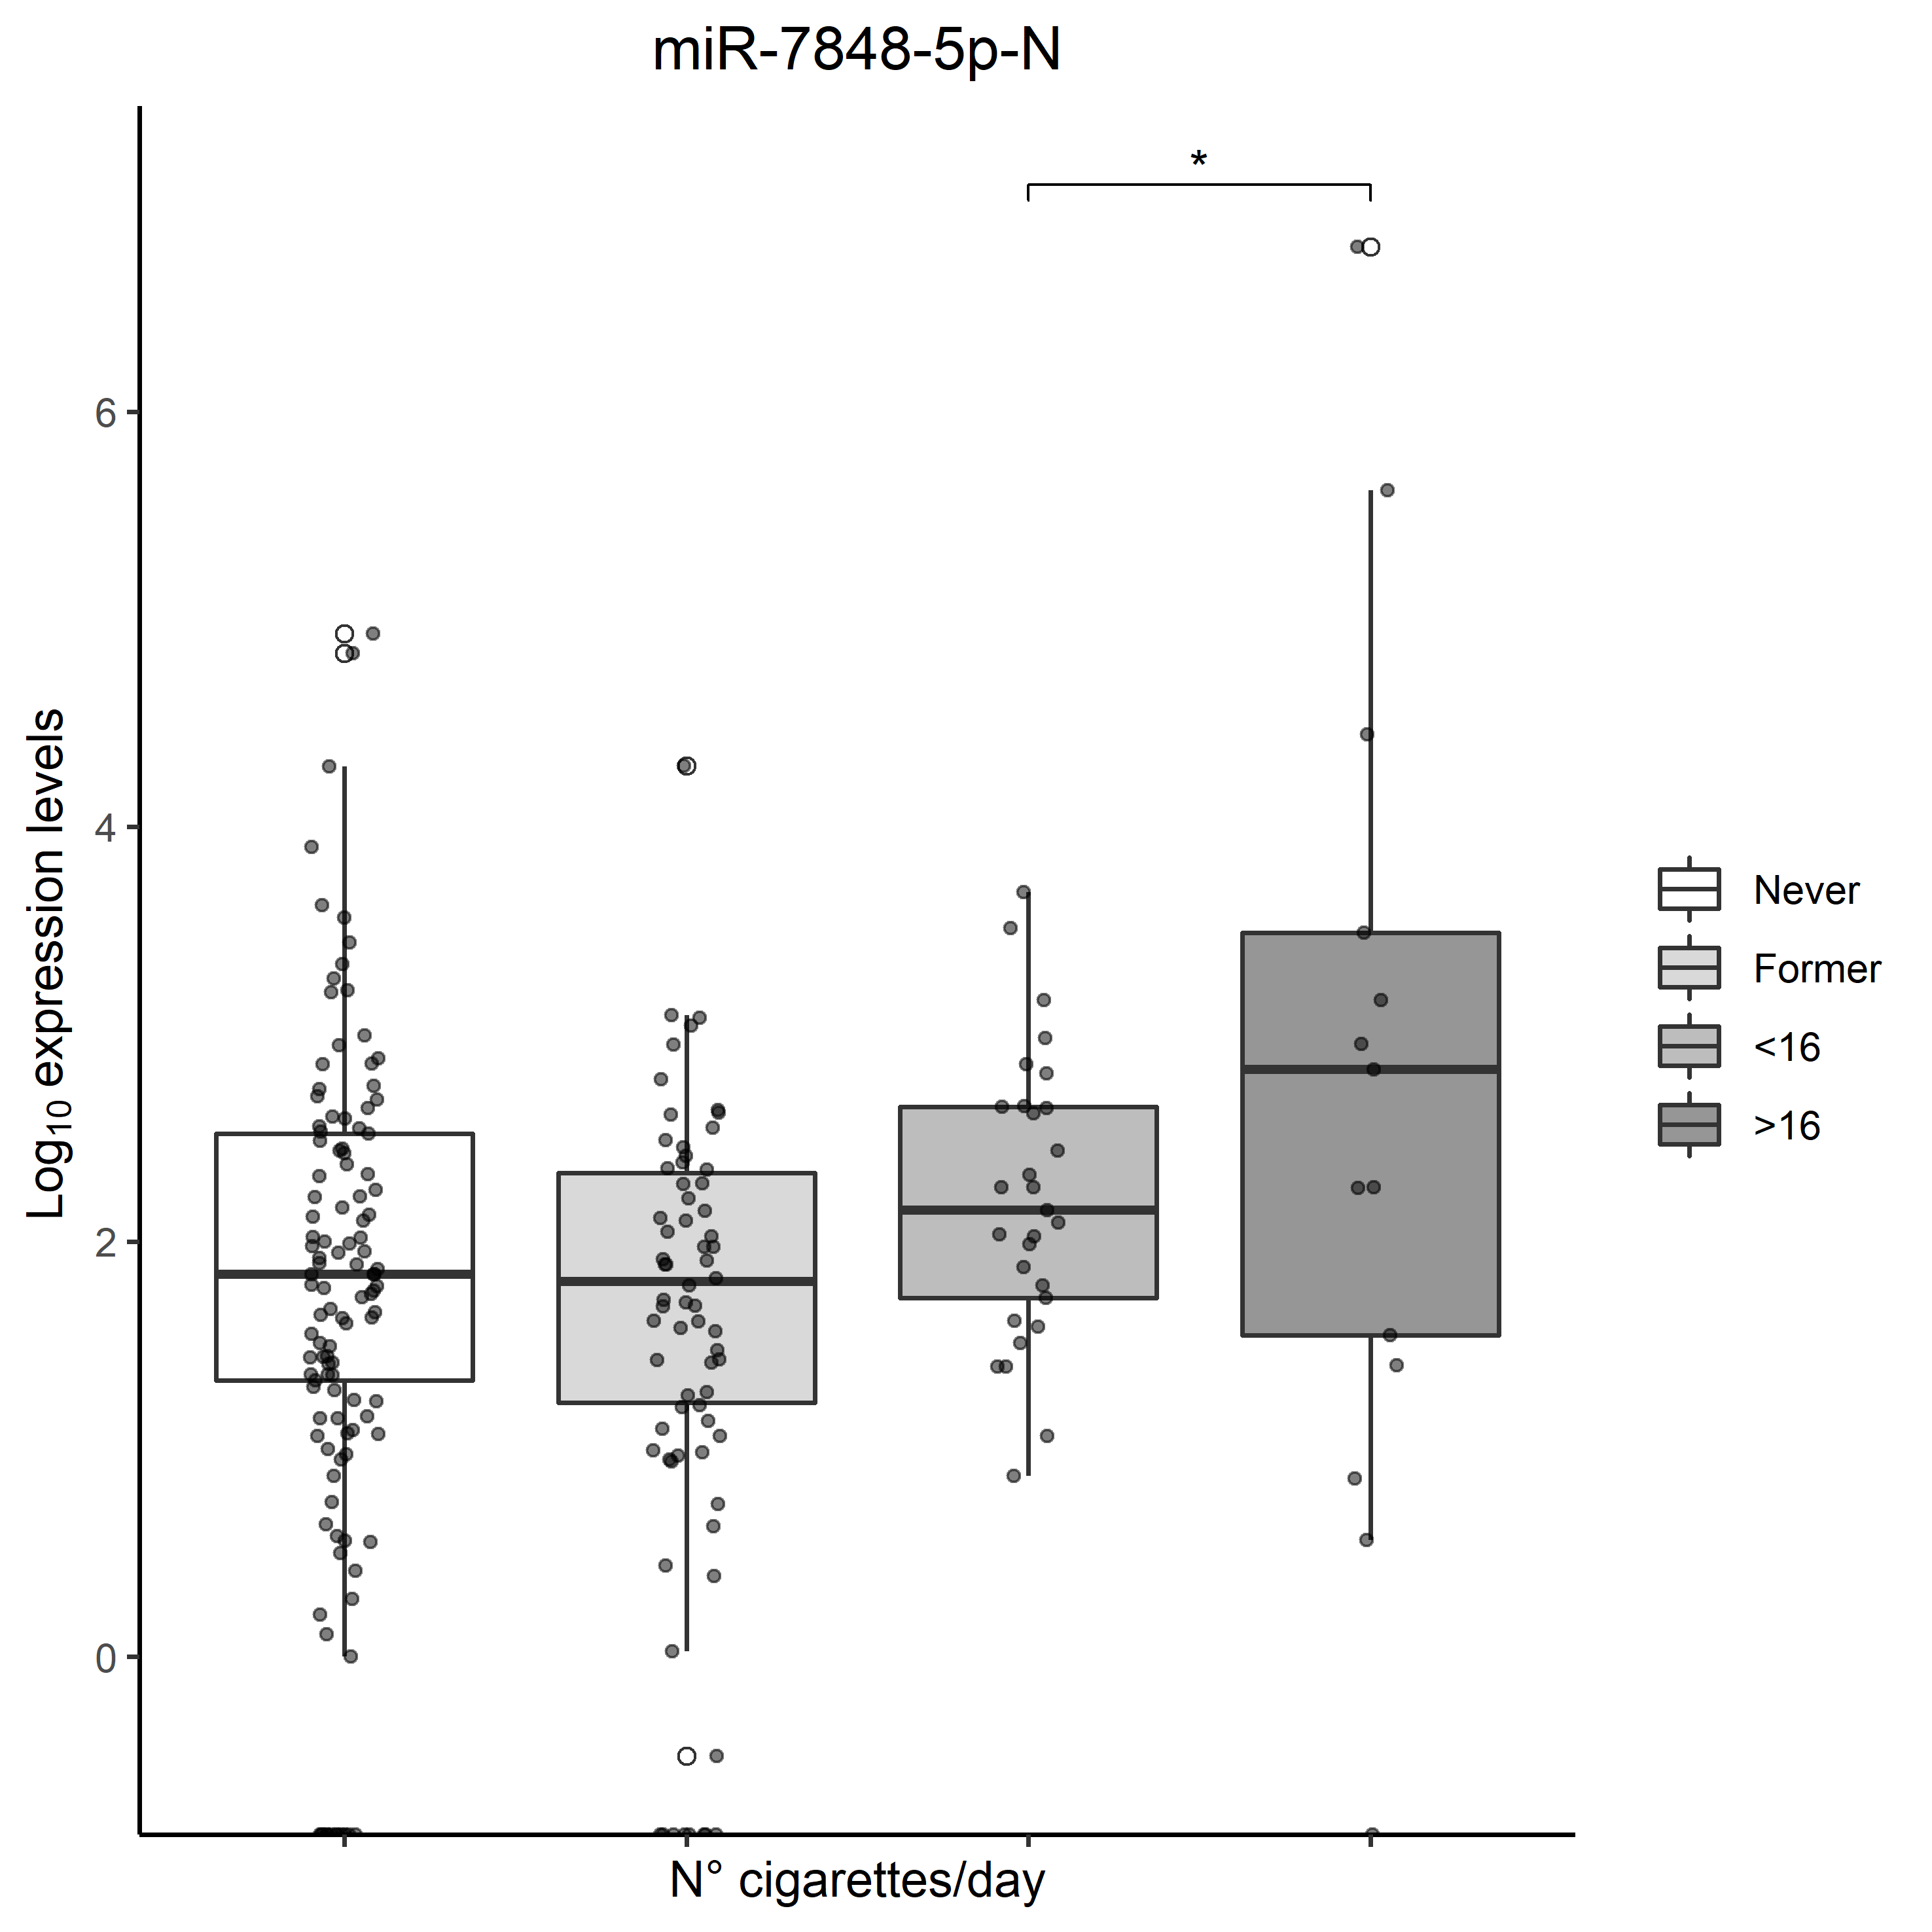 miR-7848-5p-N
*
6
4
2
0
Log10 expression levels
N° cigarettes/day
Never
Former
<16
>16